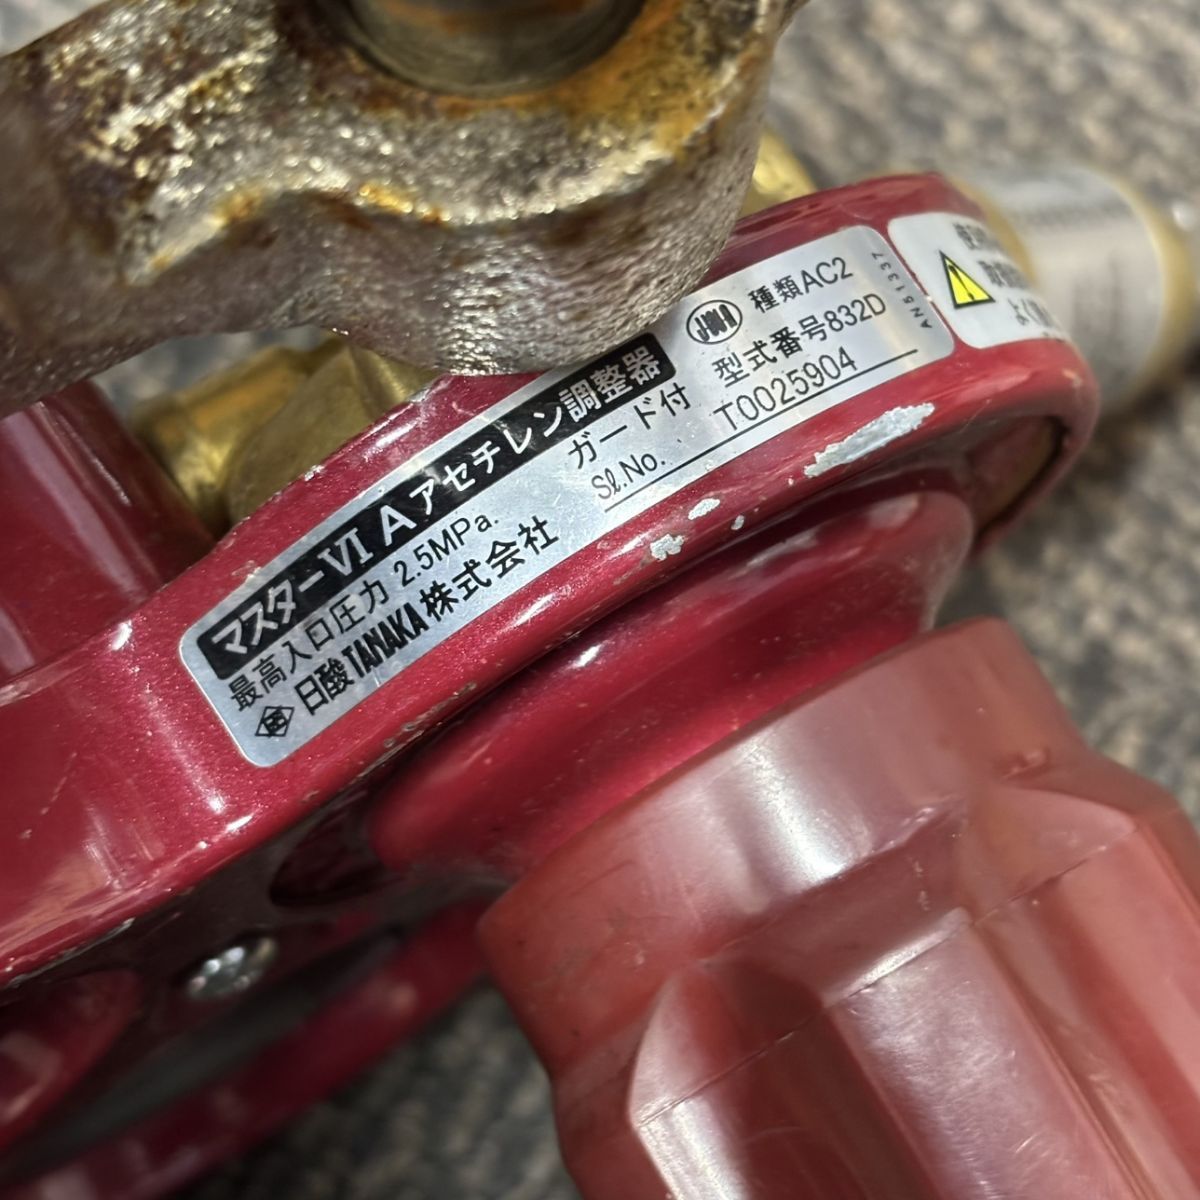 マスターⅥ A アセチレン調整器
最高入口圧力 2.5MPa.
日酸TANAKA株式会社
ガード付
Sl.No. T0025904
JWA 種類AC2
型式番号832D
AN51337